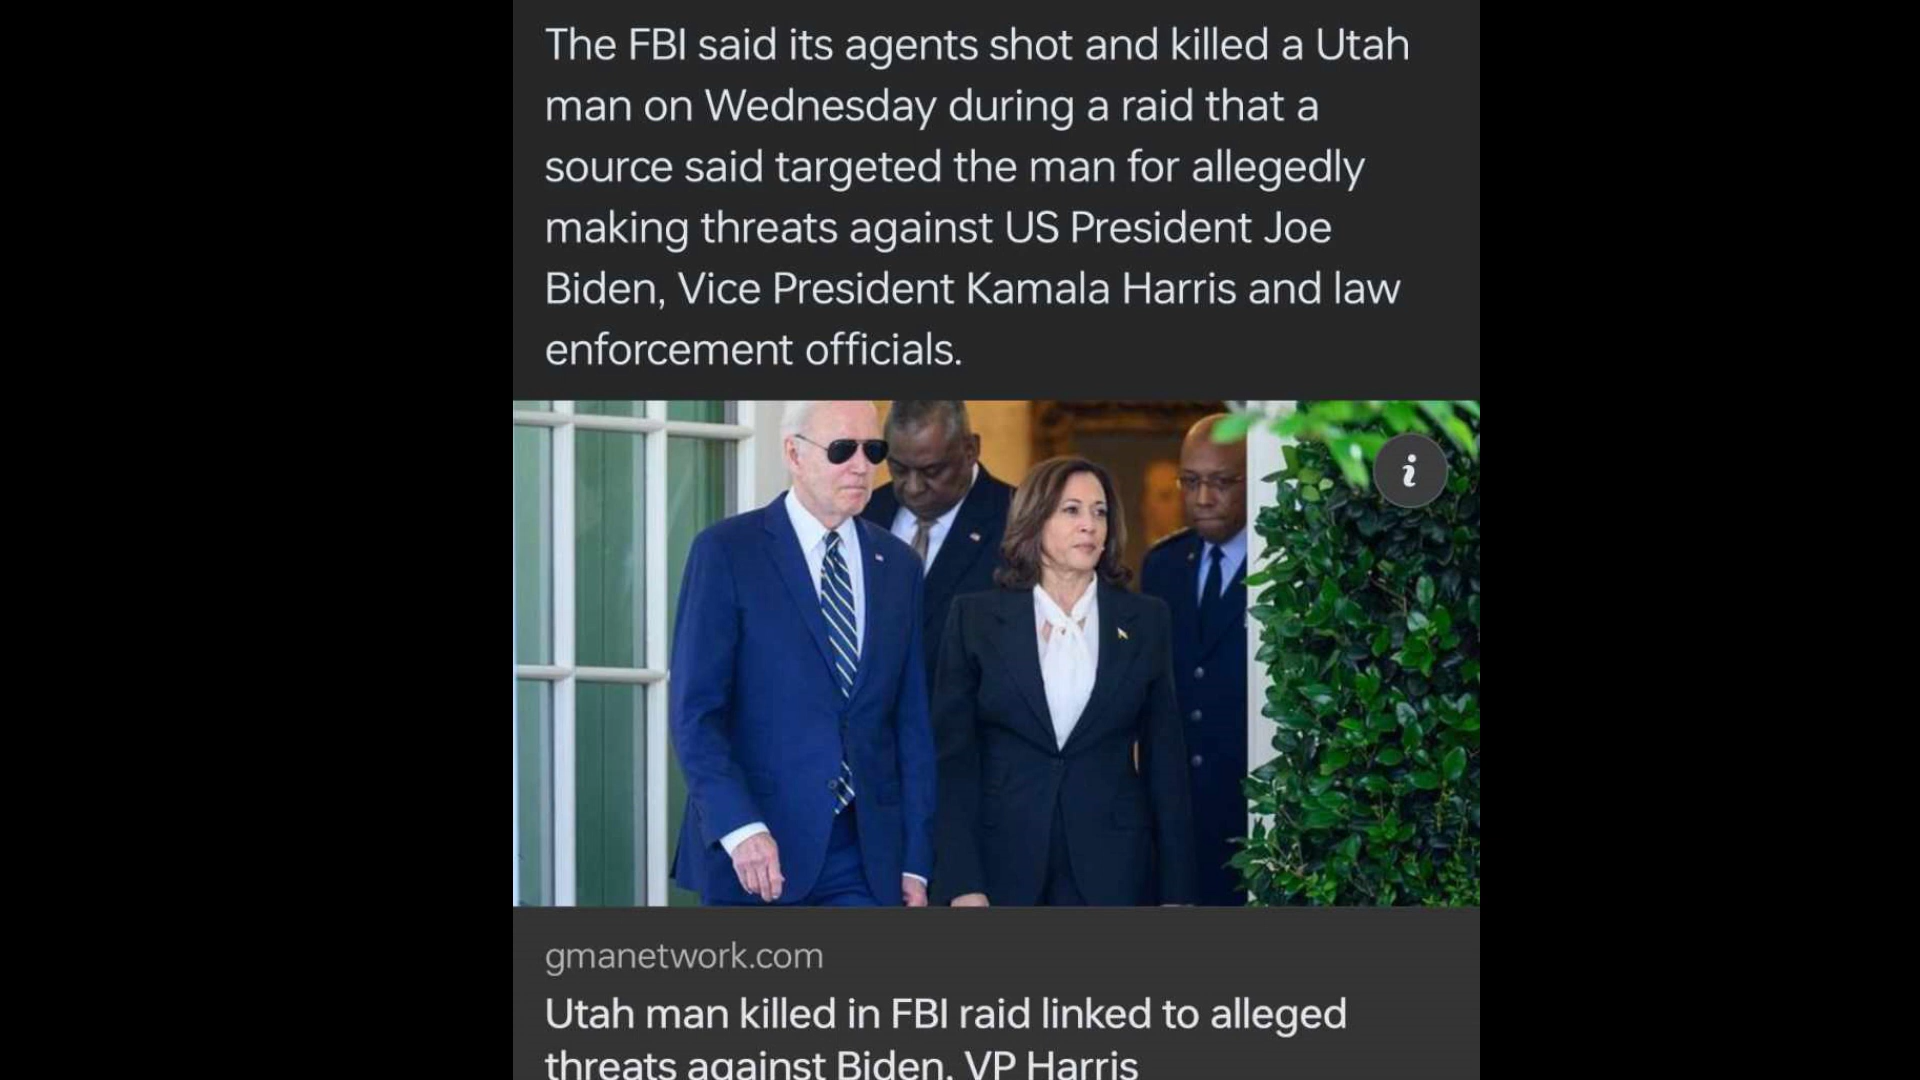 The FBI said its agents shot and killed a Utah
man on Wednesday during a raid that a
source said targeted the man for allegedly
making threats against US President Joe
Biden, Vice President Kamala Harris and law
enforcement officials.
i
gmanetwork.com
Utah man killed in FBI raid linked to alleged
threats against Biden, VP Harris